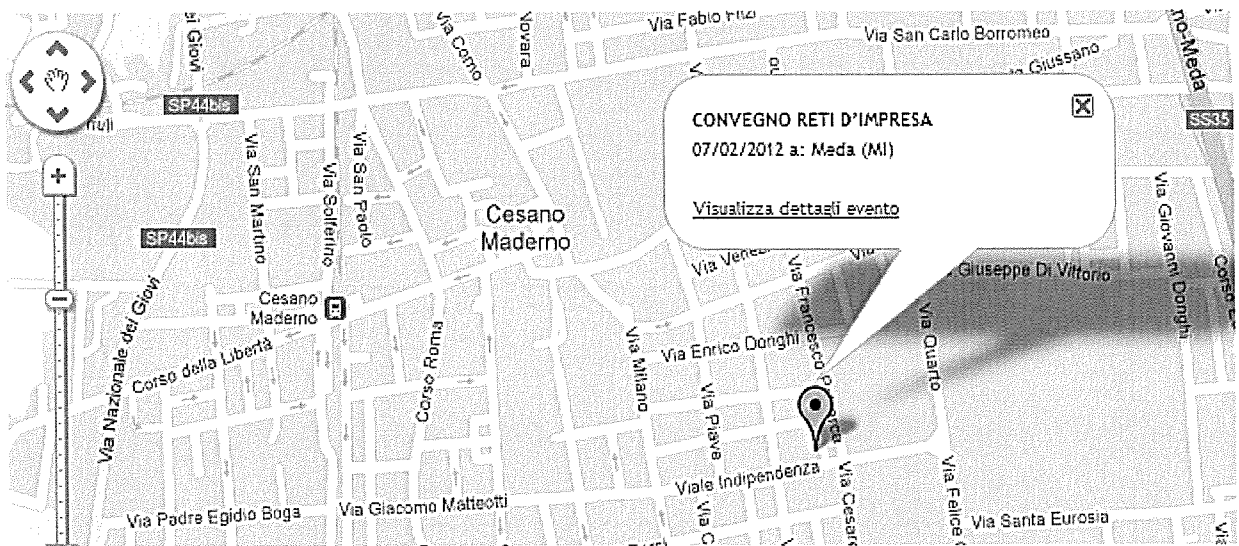 Via Fabio Filzi
Via San Carlo Borromeo
Via Como
Novara
Giussano
no-Meda
ei Giovi
SP44bis
SS35
CONVEGNO RETI D'IMPRESA
07/02/2012 a: Meda (MI)
Visualizza dettagli evento
Via San Martino
Via Solferino
Via San Paolo
Cesano
Maderno
SP44bis
Via Giovanni Donghi
Giuseppe Di Vittorio
Cesano
Maderno
Via Nazionale dei Giovi
Corso della Libertà
Corso Roma
Via Milano
Via Enrico Donghi
Via Quarto
Via Piave
Viale Indipendenza
Via Padre Egidio Boga
Via Giacomo Matteotti
Via Cesare
Via Felice
Via Santa Eurosia